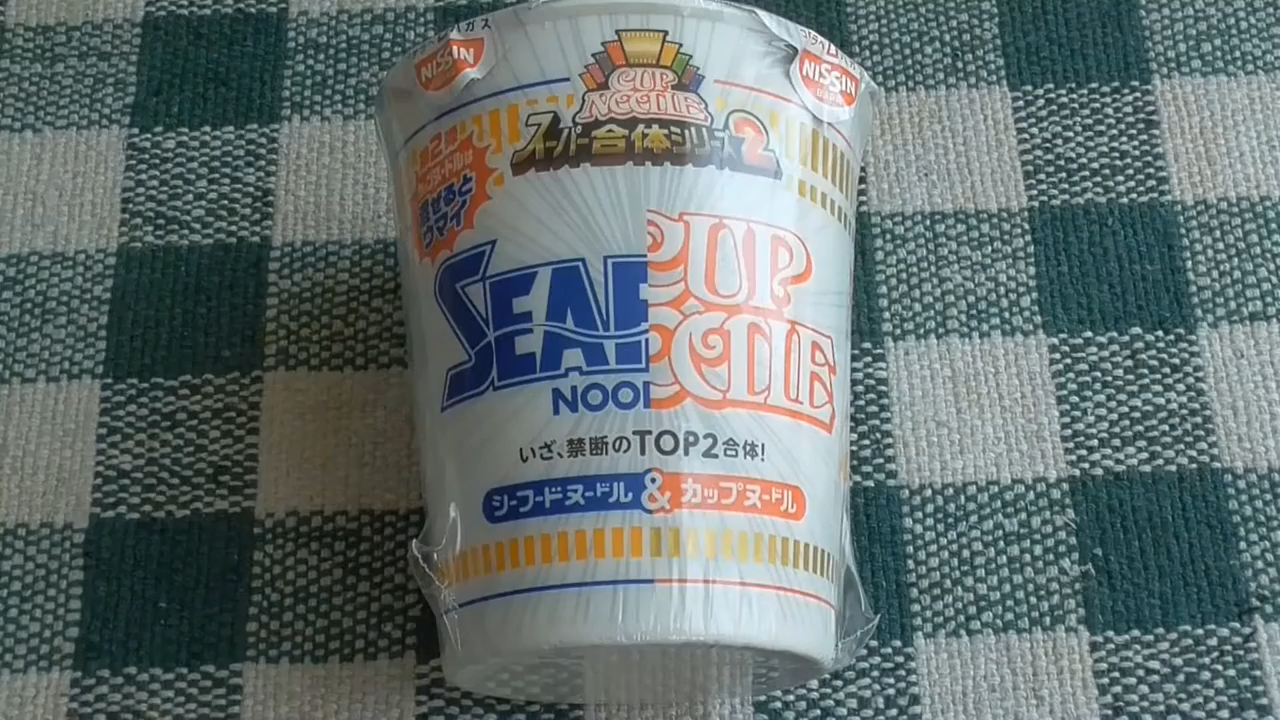 NISSIN
NISSIN
CUP
NOODLE
スーパー合体シリーズ2
混ぜると
ウマイ
SEAF
NOO
CUP
NOODLE
いざ、禁断のTOP2合体!
シーフードヌードル & カップヌードル